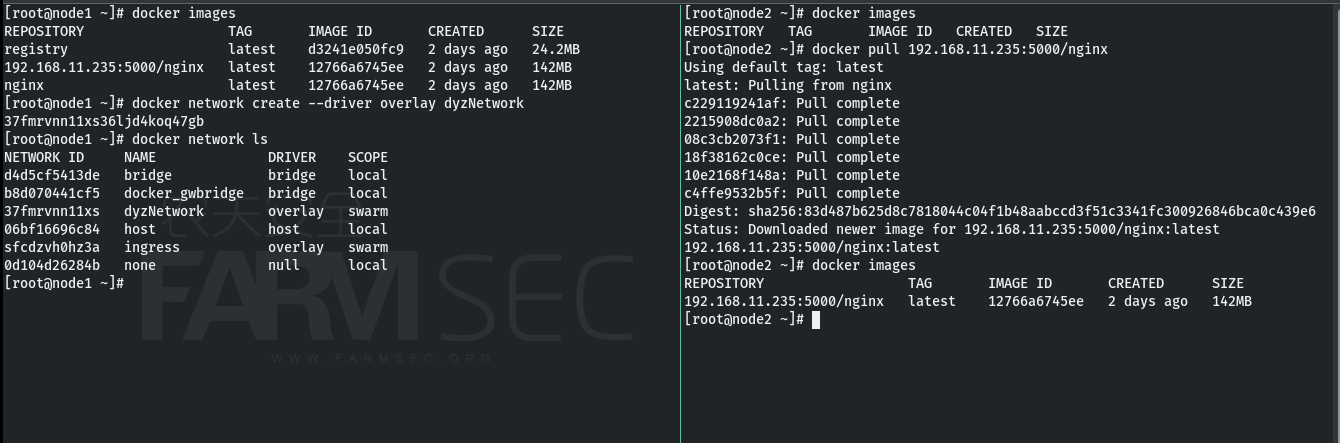 [root@node1 ~]# docker images
REPOSITORY                  TAG       IMAGE ID       CREATED      SIZE
registry                    latest    d3241e050fc9   2 days ago   24.2MB
192.168.11.235:5000/nginx   latest    12766a6745ee   2 days ago   142MB
nginx                       latest    12766a6745ee   2 days ago   142MB
[root@node1 ~]# docker network create --driver overlay dyzNetwork
37fmrvnn11xs36ljd4koq47gb
[root@node1 ~]# docker network ls
NETWORK ID     NAME              DRIVER    SCOPE
d4d5cf5413de   bridge            bridge    local
b8d070441cf5   docker_gwbridge   bridge    local
37fmrvnn11xs   dyzNetwork        overlay   swarm
06bf16696c84   host              host      local
sfcdzvh0hz3a   ingress           overlay   swarm
0d104d26284b   none              null      local
[root@node1 ~]#
农夫安全
FARMSEC
WWW.FARMSEC.ORG
[root@node2 ~]# docker images
REPOSITORY   TAG       IMAGE ID   CREATED   SIZE
[root@node2 ~]# docker pull 192.168.11.235:5000/nginx
Using default tag: latest
latest: Pulling from nginx
c229119241af: Pull complete
2215908dc0a2: Pull complete
08c3cb2073f1: Pull complete
18f38162c0ce: Pull complete
10e2168f148a: Pull complete
c4ffe9532b5f: Pull complete
Digest: sha256:83d487b625d8c7818044c04f1b48aabccd3f51c3341fc300926846bca0c439e6
Status: Downloaded newer image for 192.168.11.235:5000/nginx:latest
192.168.11.235:5000/nginx:latest
[root@node2 ~]# docker images
REPOSITORY                  TAG       IMAGE ID       CREATED      SIZE
192.168.11.235:5000/nginx   latest    12766a6745ee   2 days ago   142MB
[root@node2 ~]#